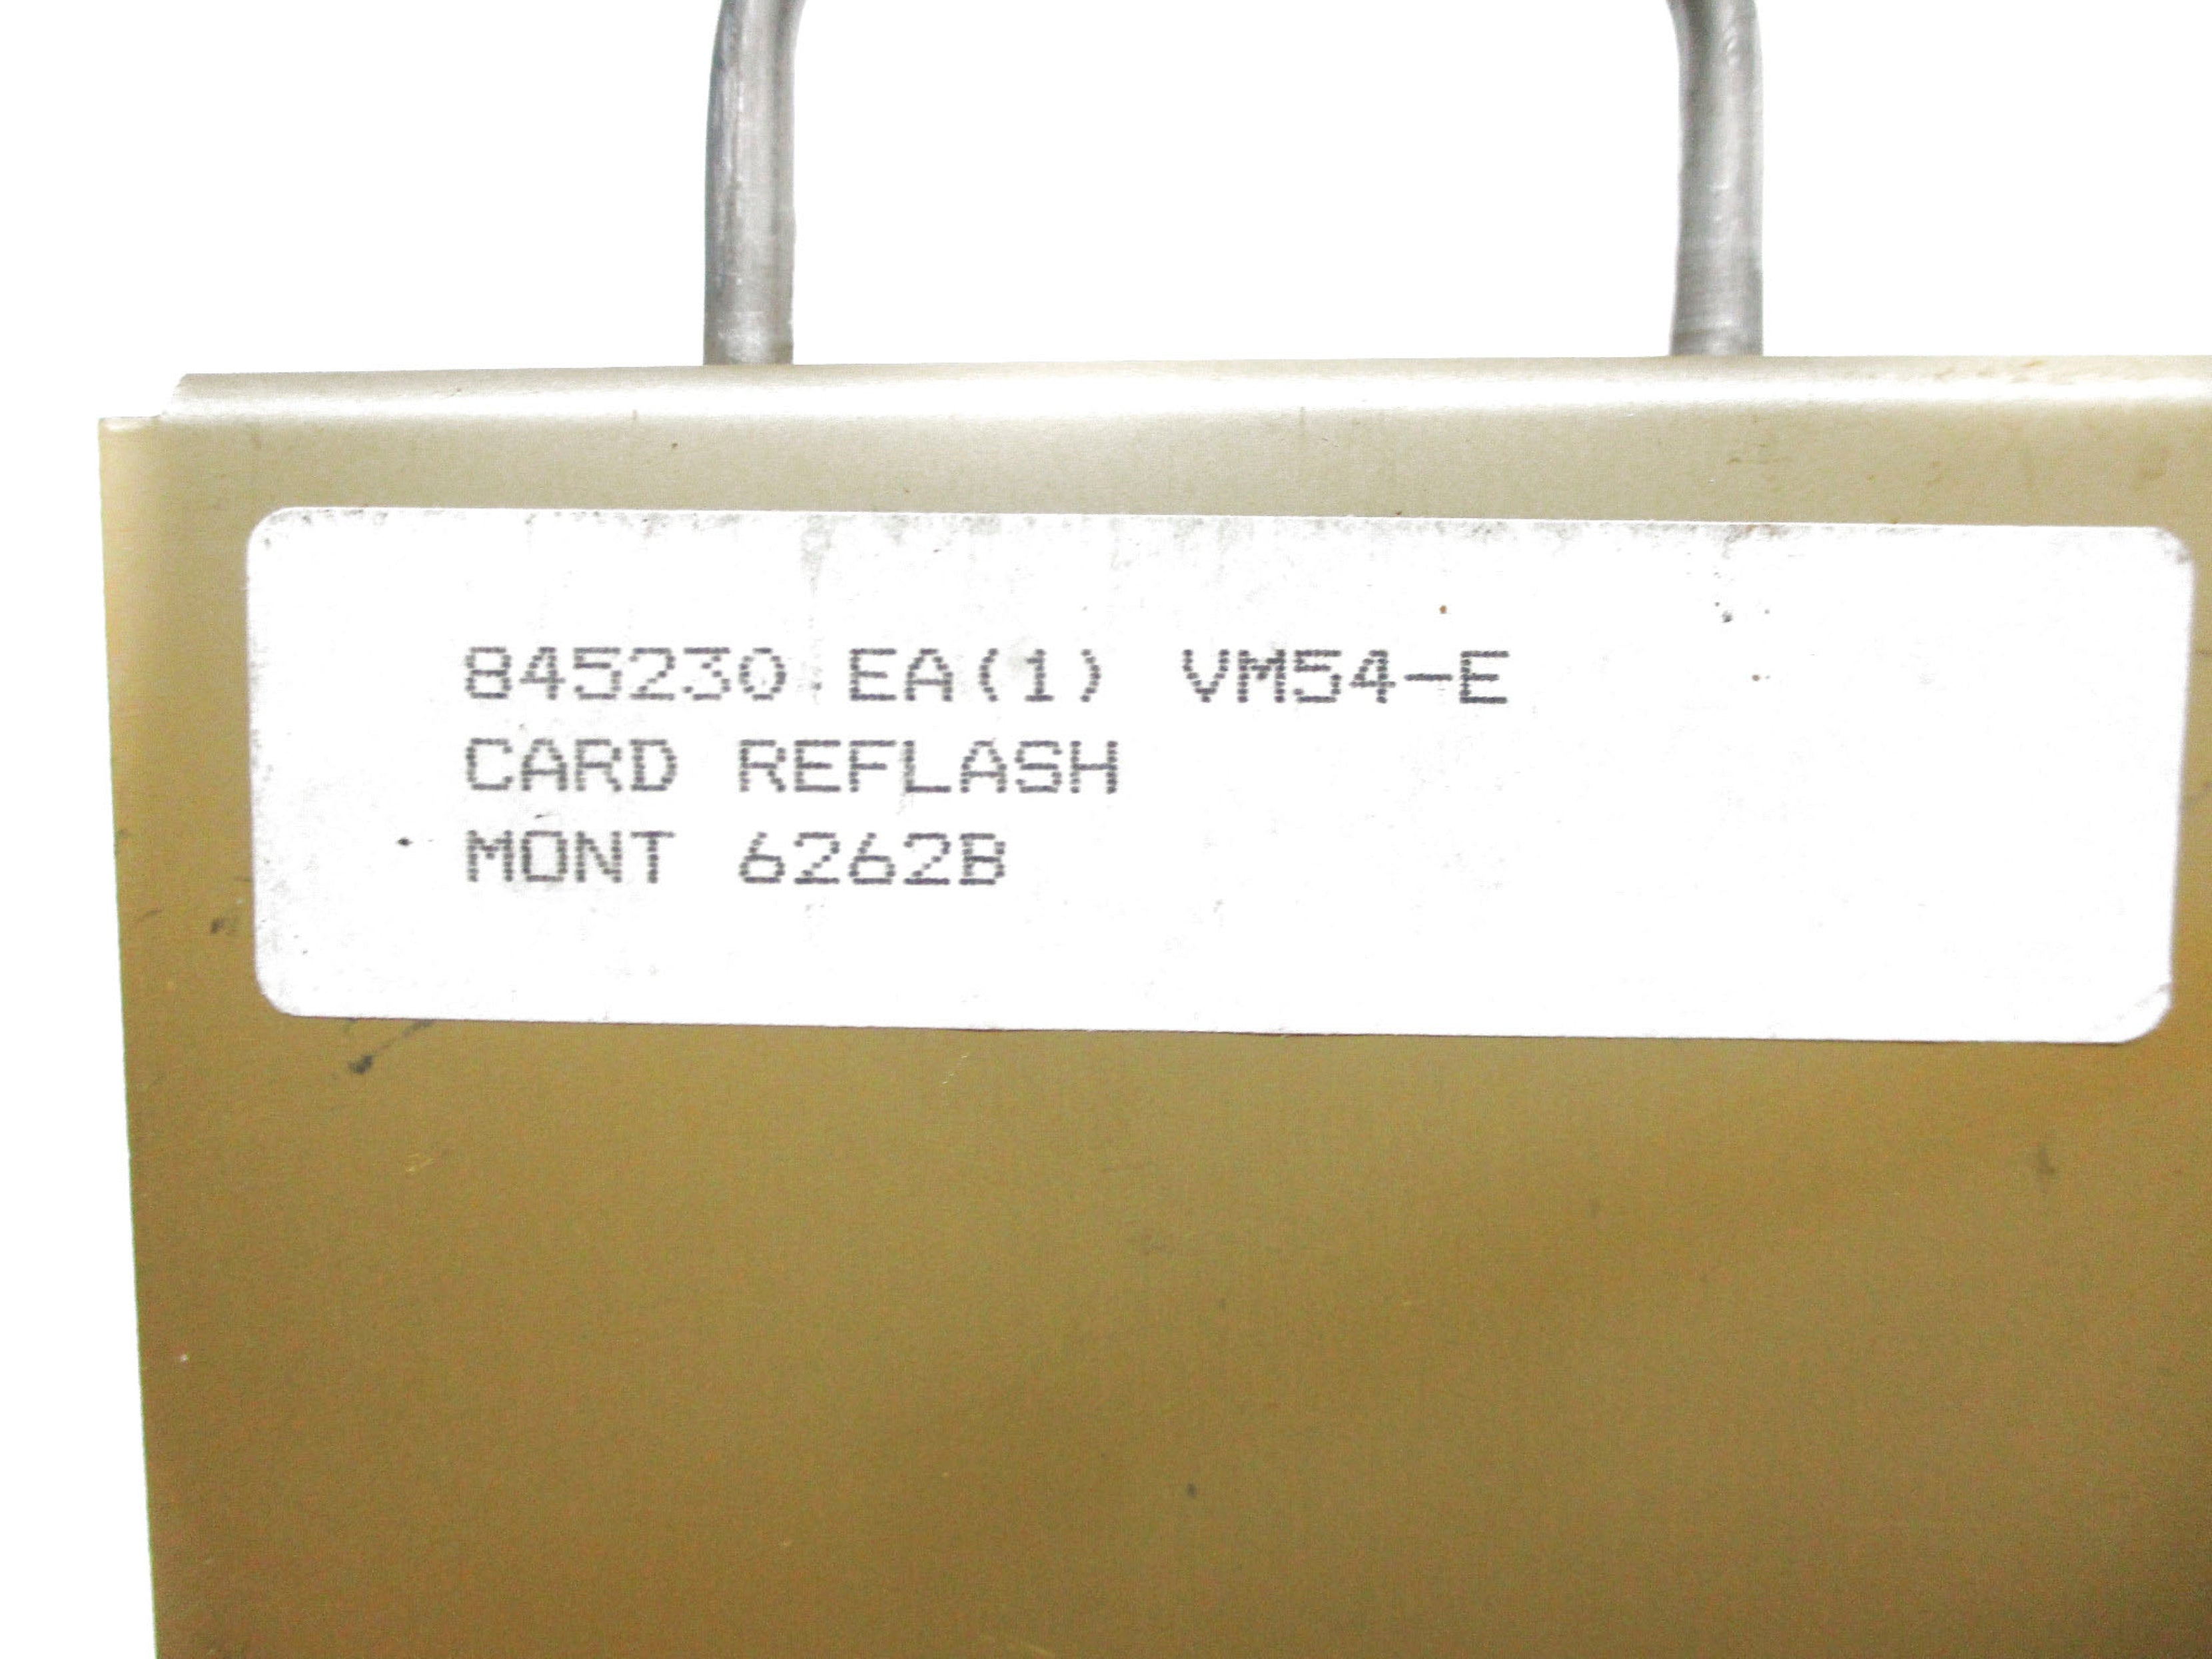 845230 EA(1) VM54-E
CARD REFLASH
MONT 6262B